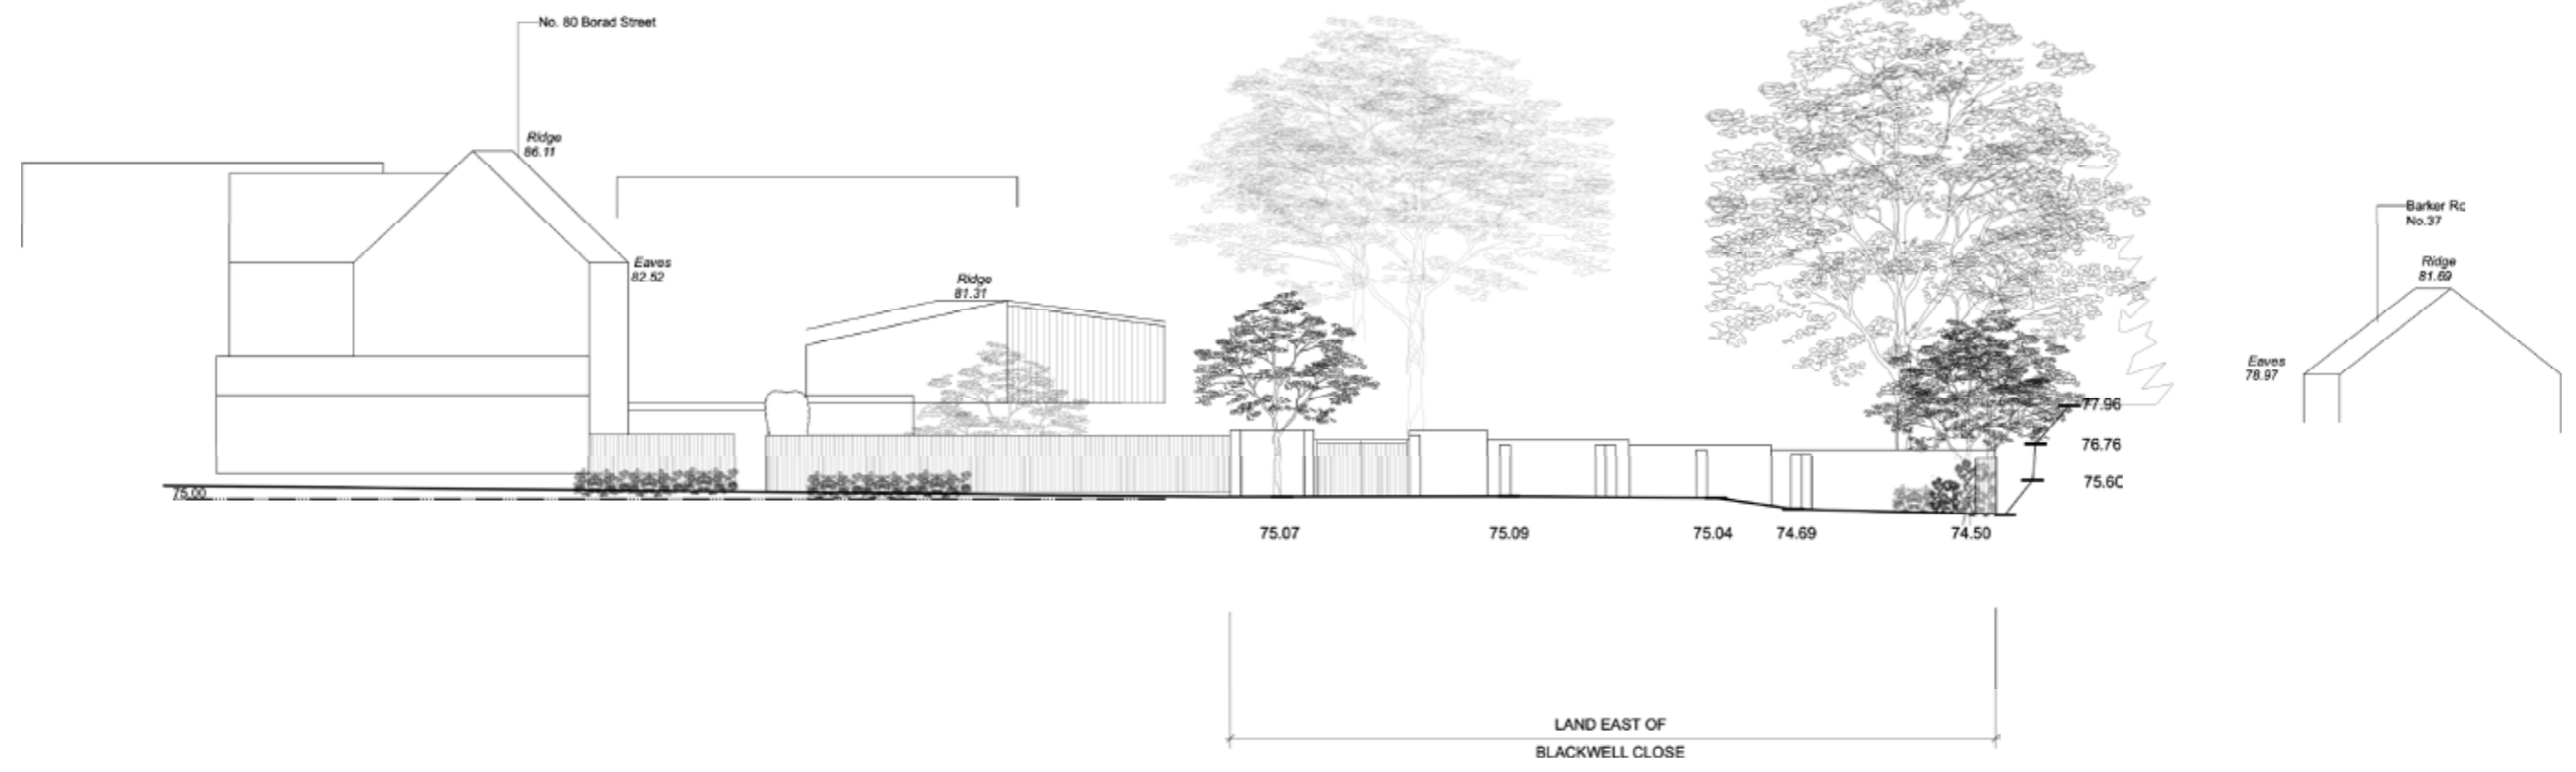 No. 80 Borad Street
Ridge
86.11
Eaves
82.52
Ridge
81.31
Barker Rc
No.37
Ridge
81.69
Eaves
78.97
77.96
76.76
75.6C
75.00
75.07
75.09
75.04
74.69
74.50
LAND EAST OF
BLACKWELL CLOSE